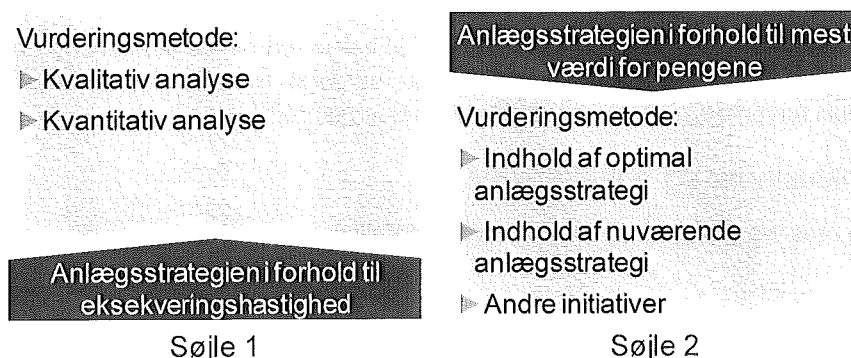 Vurderingsmetode:
Kvalitativ analyse
Kvantitativ analyse
Anlægsstrategien i forhold til
eksekveringshastighed
Søjle 1
Anlægsstrategien i forhold til mest
værdi for pengene
Vurderingsmetode:
Indhold af optimal
anlægsstrategi
Indhold af nuværende
anlægsstrategi
Andre initiativer
Søjle 2